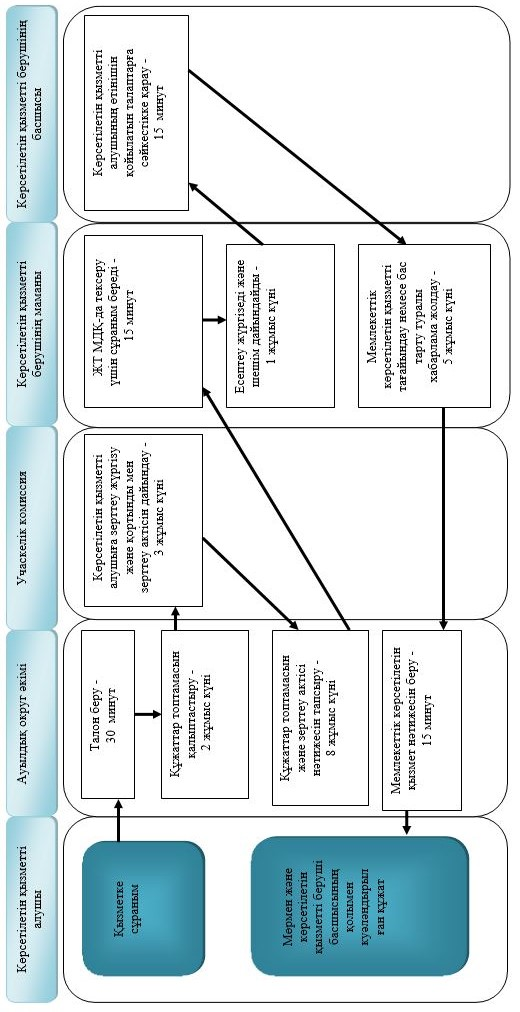 Көрсетілетін қызметті
алушы
Ауылдық округ әкімі
Учаскелік комиссия
Көрсетілетін қызметті
берушінің маманы
Көрсетілетін қызметті берушінің
басшысы
Қызметке
сұраным
Талон беру -
30 минут
Құжаттар топтамасын
қалыптастыру -
2 жұмыс күні
Көрсетілетін қызметті
алушыға зерттеу жүргізу
және қортынды мен
зерттеу актісін дайындау -
3 жұмыс күні
Құжаттар топтамасын
және зерттеу актісі
нәтижесін тапсыру -
8 жұмыс күні
ЖТ МДҚ-да тексеру
үшін сұраным береді -
15 минут
Есептеу жүргізеді және
шешім дайындайды -
1 жұмыс күні
Көрсетілетін қызметті
алушының өтінішін
қойылатын талаптарға
сәйкестікке қарау -
15 минут
Мемлекеттік
көрсетілетін қызметті
тағайындау немесе бас
тарту туралы
хабарлама жолдау -
5 жұмыс күні
Мемлекеттік көрсетілетін
қызмет нәтижесін беру -
15 минут
Мөрмен және
көрсетілетін
қызметті беруші
басшысының
қолымен
куәландырыл
ған құжат